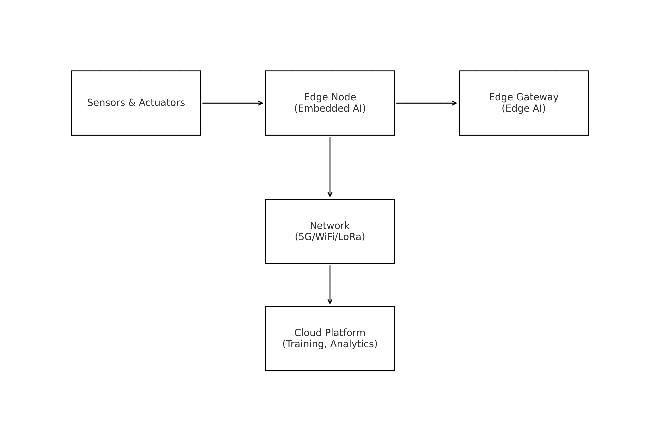 Sensors & Actuators
Edge Node
(Embedded AI)
Edge Gateway
(Edge AI)
Network
(5G/WiFi/LoRa)
Cloud Platform
(Training, Analytics)